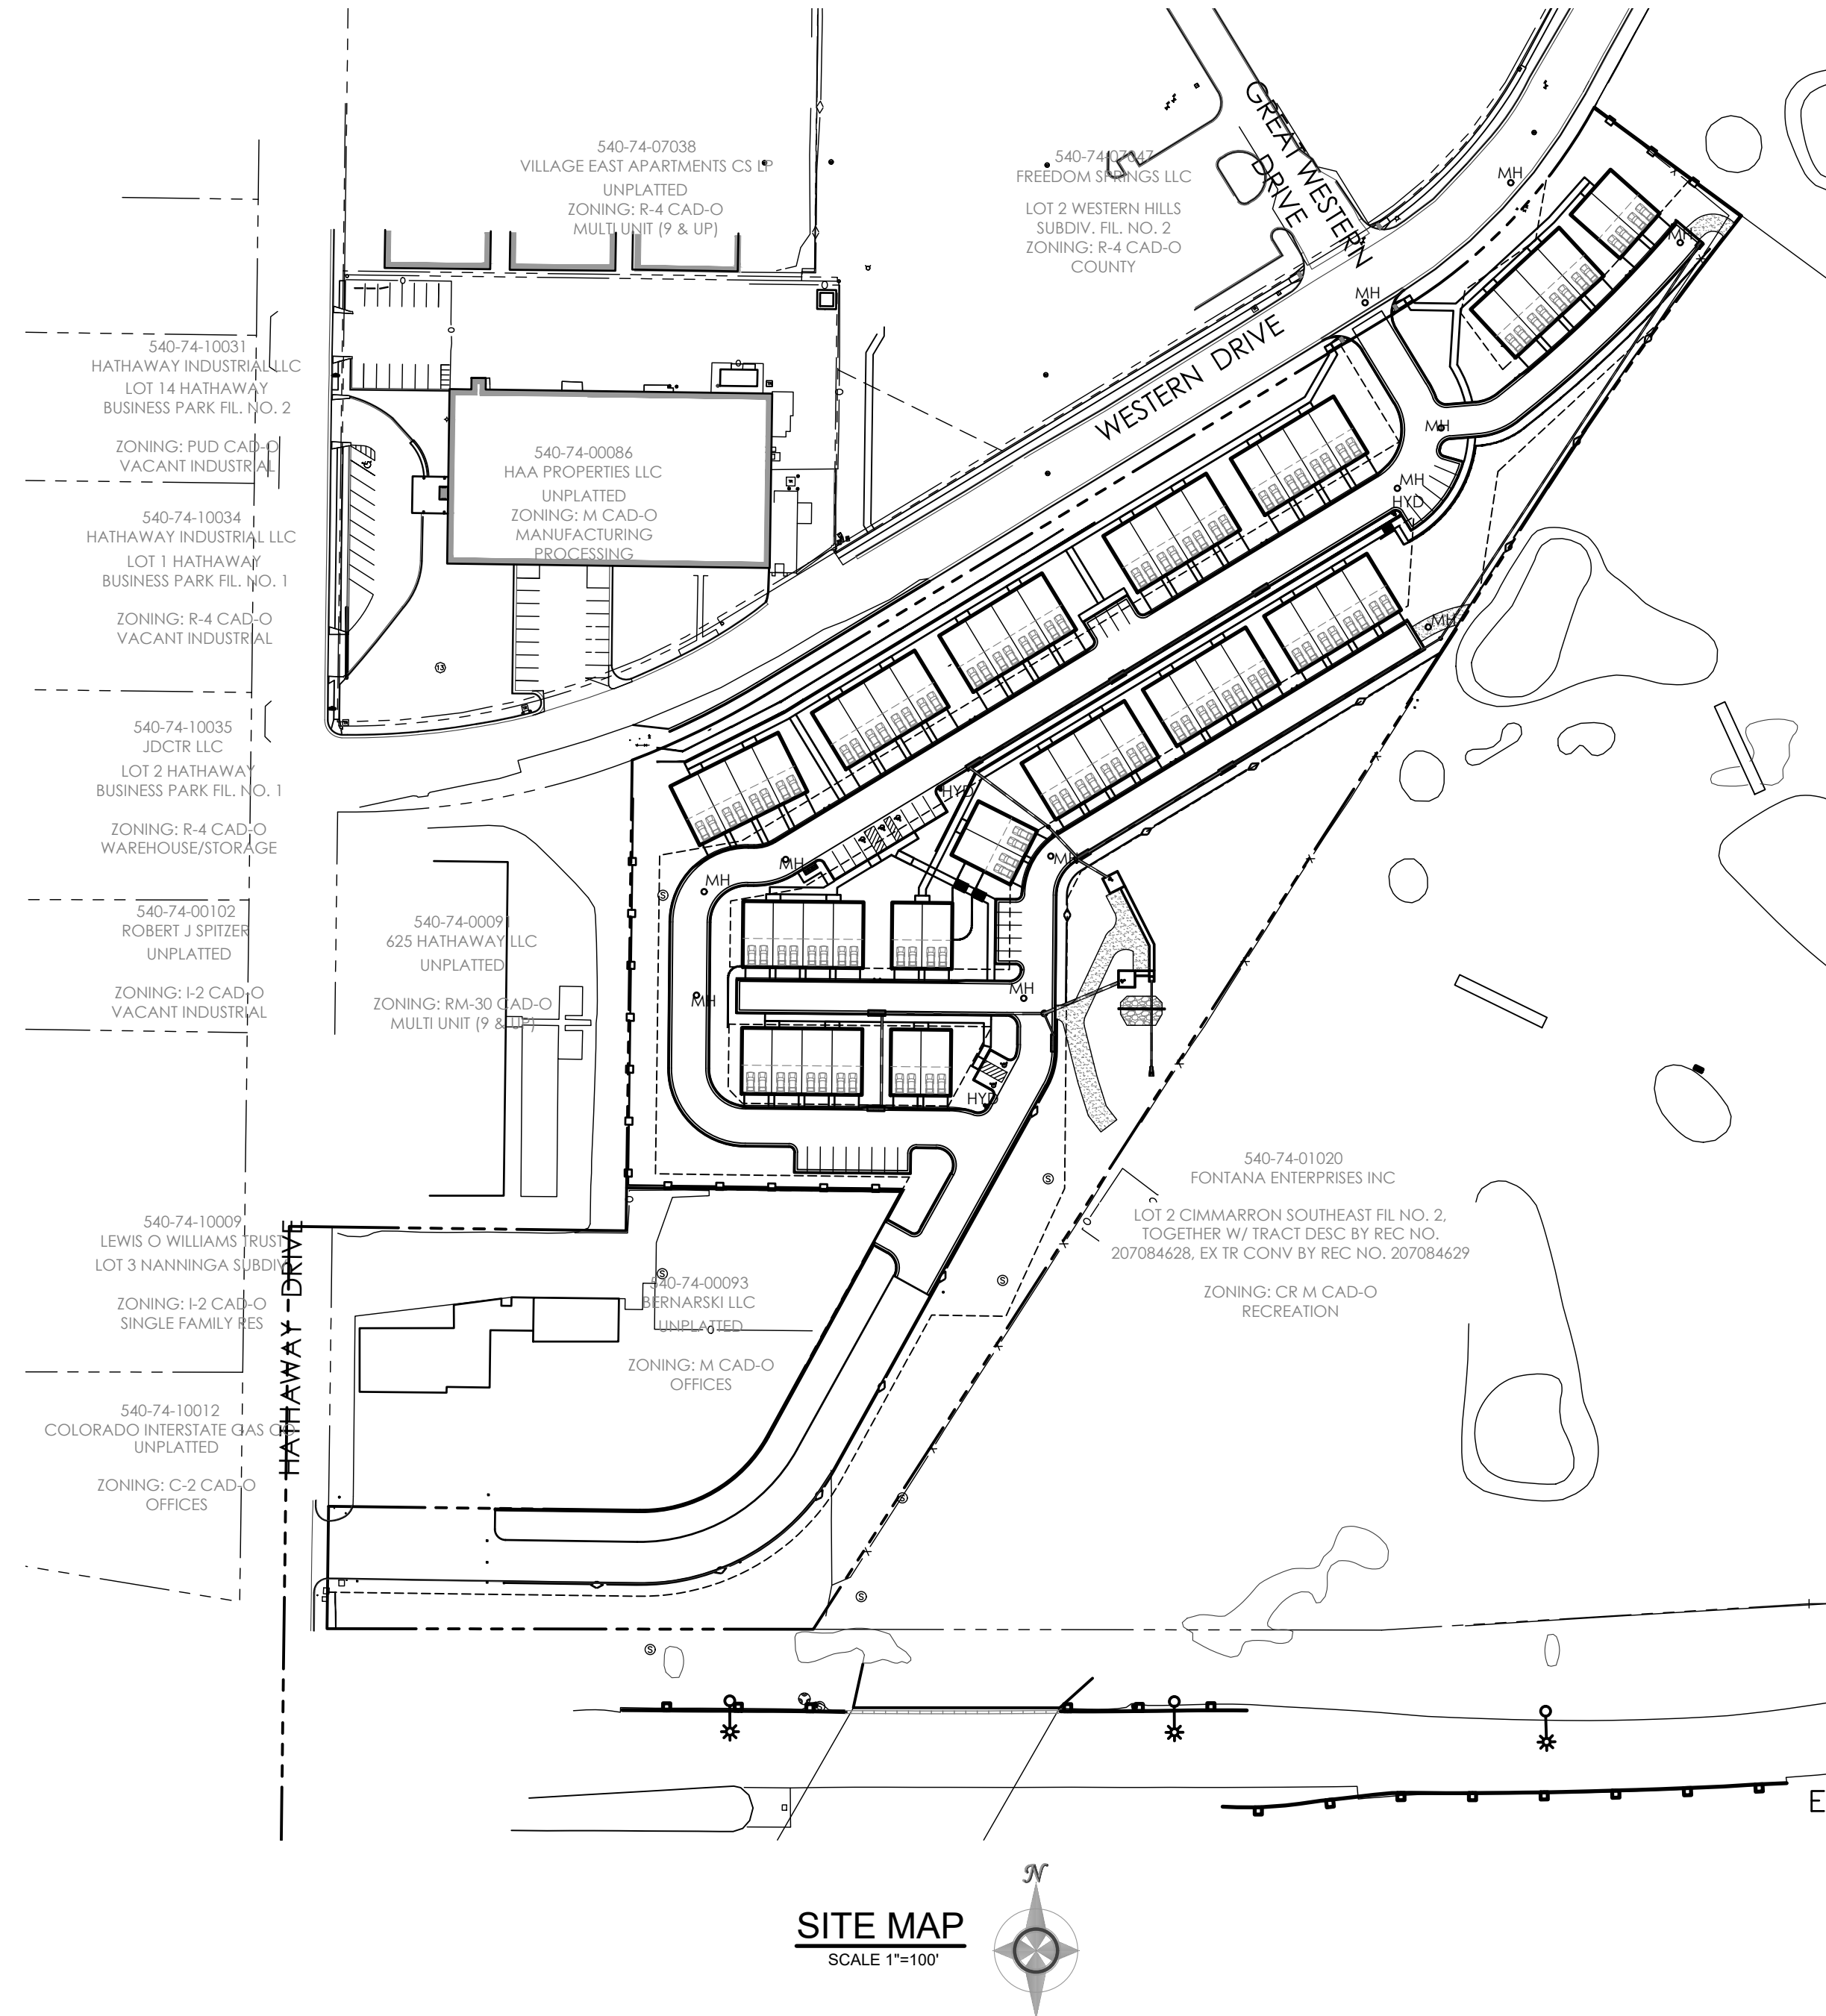 540-74-07038
VILLAGE EAST APARTMENTS CS LP
UNPLATTED
ZONING: R-4 CAD-O
MULTI UNIT (9 & UP)
540-74-07047
FREEDOM SPRINGS LLC
LOT 2 WESTERN HILLS
SUBDIV. FIL. NO. 2
ZONING: R-4 CAD-O
COUNTY
GREAT WESTERN
DRIVE
MH
MH
MH
WESTERN DRIVE
540-74-10031
HATHAWAY INDUSTRIAL LLC
LOT 14 HATHAWAY
BUSINESS PARK FIL. NO. 2
ZONING: PUD CAD-O
VACANT INDUSTRIAL
540-74-00086
HAA PROPERTIES LLC
UNPLATTED
ZONING: M CAD-O
MANUFACTURING
PROCESSING
MH
MH
HYD
540-74-10034
HATHAWAY INDUSTRIAL LLC
LOT 1 HATHAWAY
BUSINESS PARK FIL. NO. 1
ZONING: R-4 CAD-O
VACANT INDUSTRIAL
MH
13
540-74-10035
JDCTR LLC
LOT 2 HATHAWAY
BUSINESS PARK FIL. NO. 1
ZONING: R-4 CAD-O
WAREHOUSE/STORAGE
HYD
MH
MH
MH
S
540-74-00102
ROBERT J SPITZER
UNPLATTED
ZONING: I-2 CAD-O
VACANT INDUSTRIAL
540-74-00091
625 HATHAWAY LLC
UNPLATTED
ZONING: RM-30 CAD-O
MULTI UNIT (9 & UP)
MH
MH
HYD
S
540-74-01020
FONTANA ENTERPRISES INC
LOT 2 CIMMARRON SOUTHEAST FIL NO. 2,
TOGETHER W/ TRACT DESC BY REC NO.
207084628, EX TR CONV BY REC NO. 207084629
ZONING: CR M CAD-O
RECREATION
540-74-10009
LEWIS O WILLIAMS TRUST
LOT 3 NANNINGA SUBDIV
ZONING: I-2 CAD-O
SINGLE FAMILY RES
HATHAWAY DRIVE
S
S
540-74-00093
BERNARSKI LLC
UNPLATTED
ZONING: M CAD-O
OFFICES
540-74-10012
COLORADO INTERSTATE GAS CO
UNPLATTED
ZONING: C-2 CAD-O
OFFICES
S
S
S
E
N
SITE MAP
SCALE 1"=100'